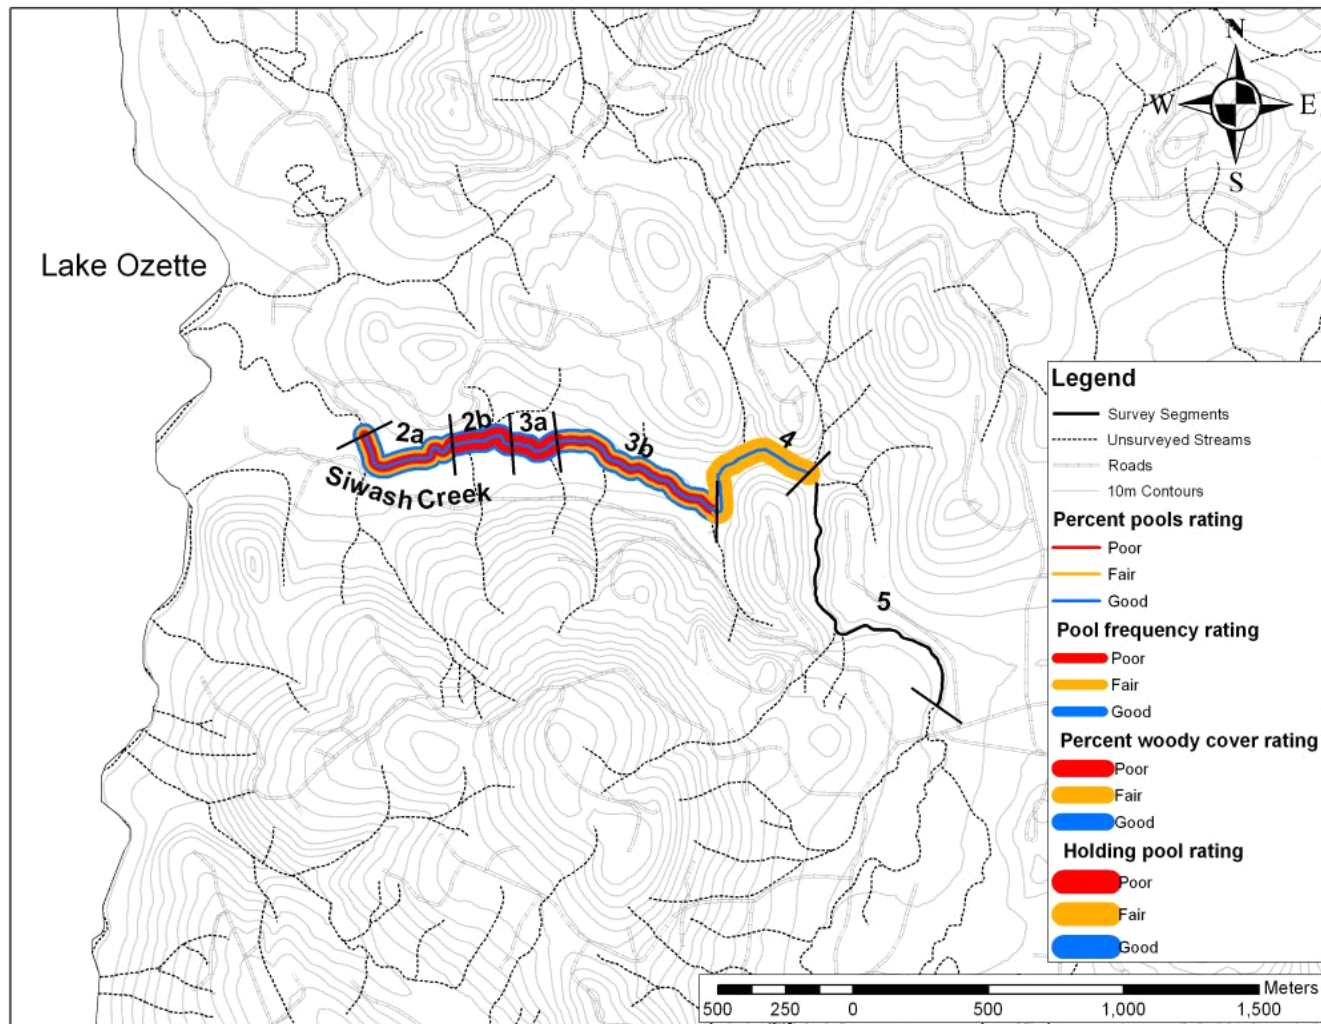 N
W
E
S
Lake Ozette
2a
2b
3a
3b
4
Siwash Creek
5
Legend
Survey Segments
Unsurveyed Streams
Roads
10m Contours
Percent pools rating
Poor
Fair
Good
Pool frequency rating
Poor
Fair
Good
Percent woody cover rating
Poor
Fair
Good
Holding pool rating
Poor
Fair
Good
Meters
500 250 0 500 1,000 1,500